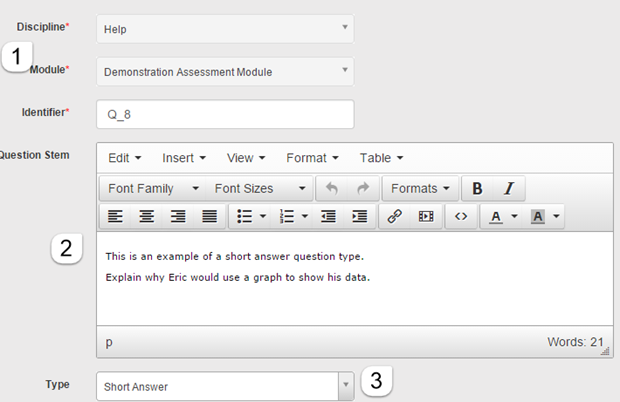 Discipline* Help
1
Module* Demonstration Assessment Module
Identifier* Q_8
Question Stem
Edit Insert View Format Table
Font Family Font Sizes Formats B I
A A
2
This is an example of a short answer question type.
Explain why Eric would use a graph to show his data.
p Words: 21
Type Short Answer 3